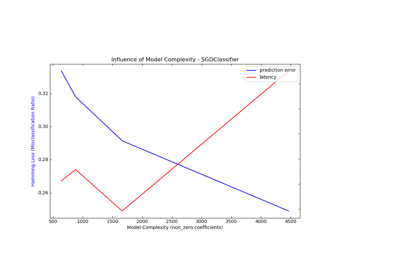 Influence of Model Complexity - SGDClassifier
prediction error
latency
0.32
0.30
0.28
0.26
Hamming Loss (Misclassification Ratio)
500 1000 1500 2000 2500 3000 3500 4000 4500
Model Complexity (non_zero coefficients)